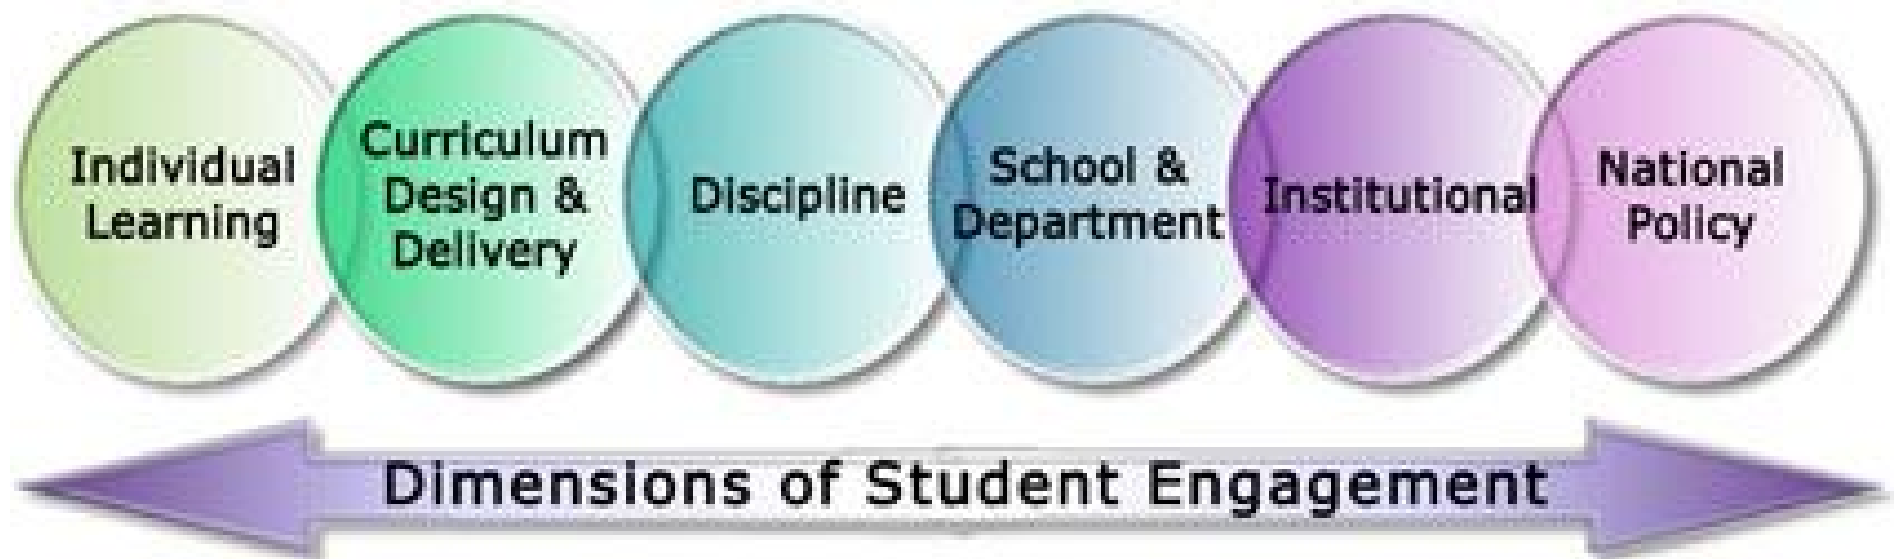 Individual
Learning
Curriculum
Design &
Delivery
Discipline
School &
Department
Institutional
National
Policy
Dimensions of Student Engagement